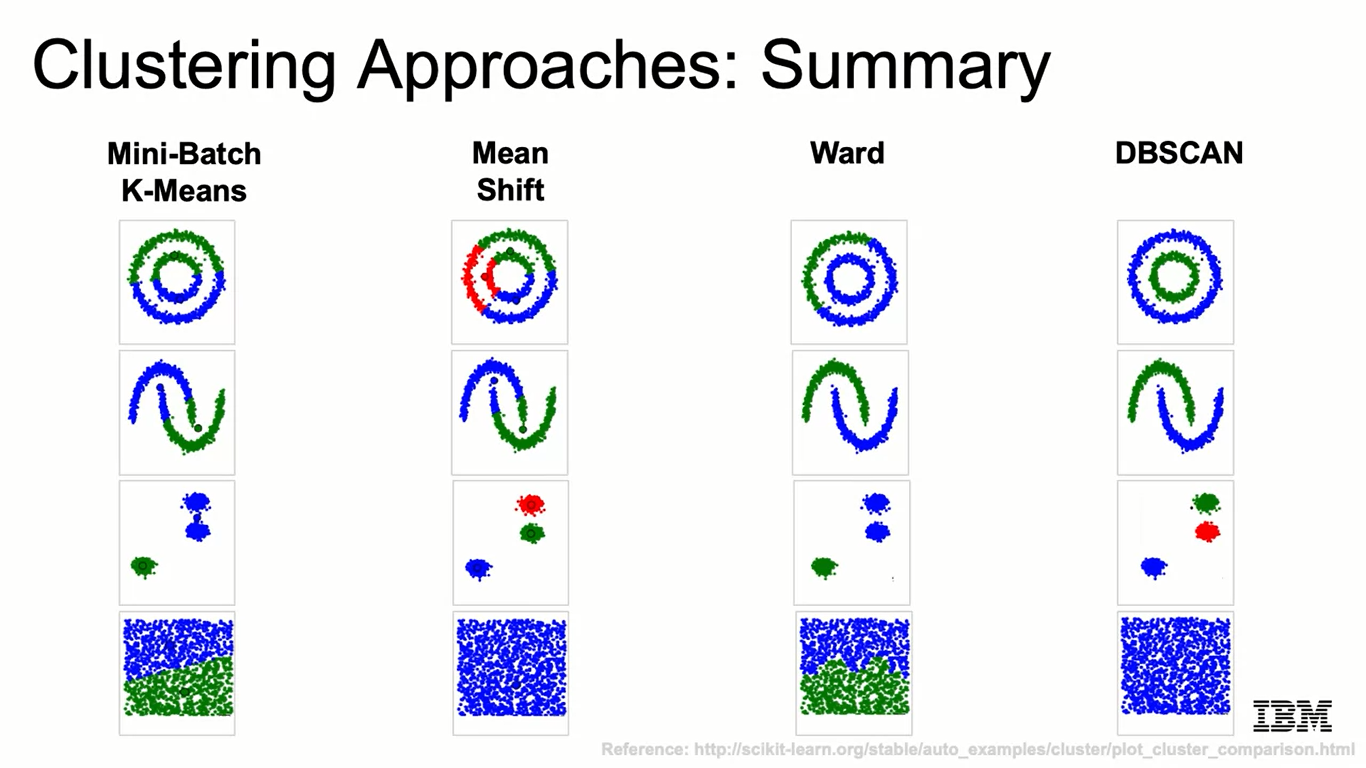 Clustering Approaches: Summary
Mini-Batch
K-Means
Mean
Shift
Ward
DBSCAN
IBM
Reference: http://scikit-learn.org/stable/auto_examples/cluster/plot_cluster_comparison.html